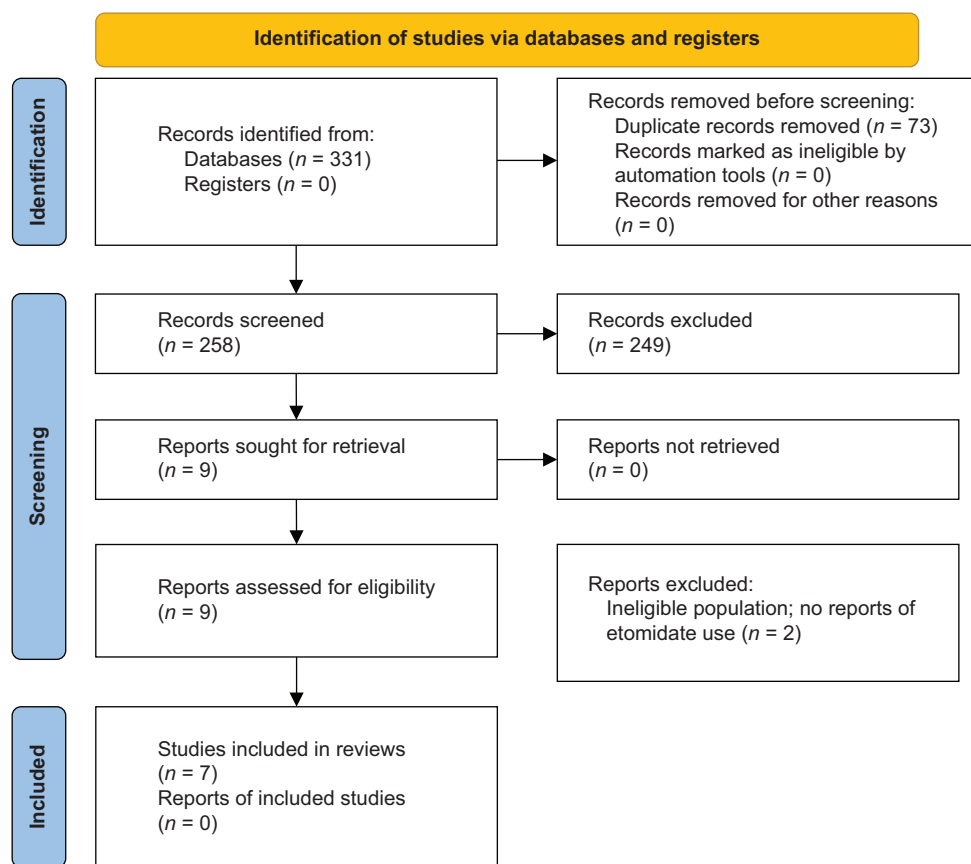 Identification of studies via databases and registers
Identification
Records identified from:
Databases (n = 331)
Registers (n = 0)
Records removed before screening:
Duplicate records removed (n = 73)
Records marked as ineligible by
automation tools (n = 0)
Records removed for other reasons
(n = 0)
Screening
Records screened
(n = 258)
Records excluded
(n = 249)
Reports sought for retrieval
(n = 9)
Reports not retrieved
(n = 0)
Reports assessed for eligibility
(n = 9)
Reports excluded:
Ineligible population; no reports of
etomidate use (n = 2)
Included
Studies included in reviews
(n = 7)
Reports of included studies
(n = 0)